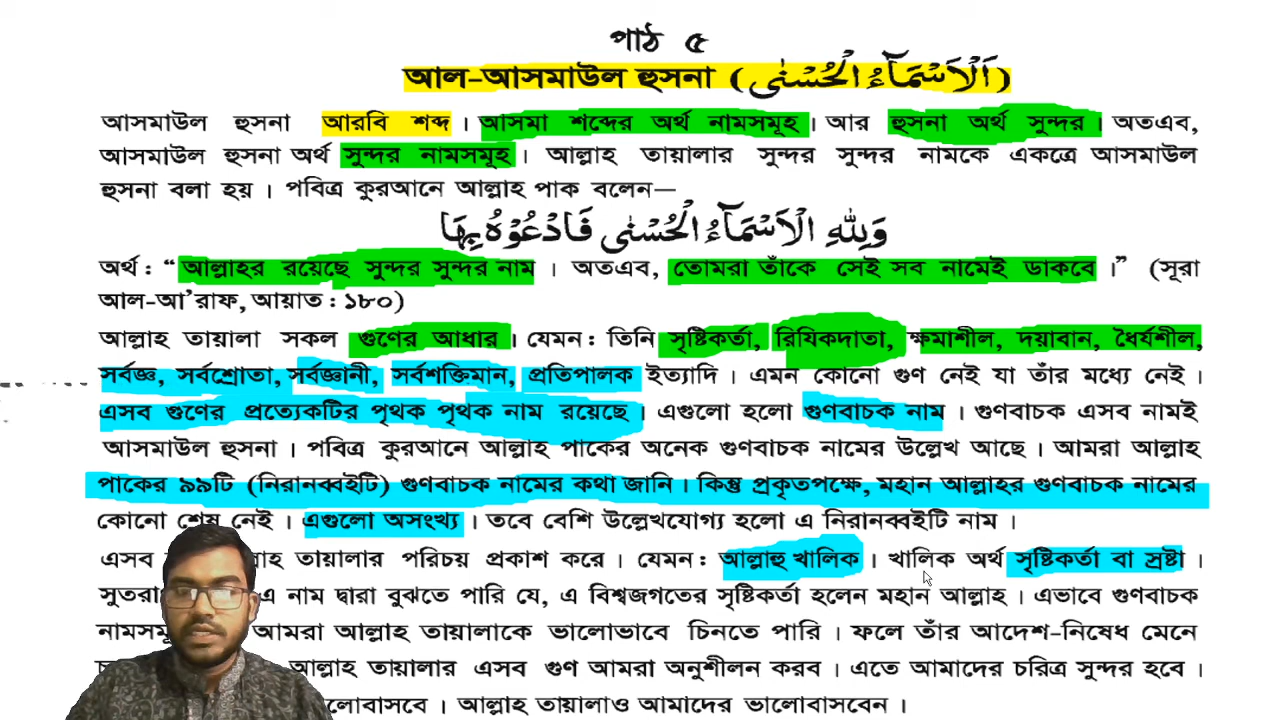 পাঠ ৫
আল-আসমাউল হুসনা (اَلْاَسْمَآءُ الْحُسْنٰى)
আসমাউল হুসনা আরবি শব্দ। আসমা শব্দের অর্থ নামসমূহ। আর হুসনা অর্থ সুন্দর। অতএব,
আসমাউল হুসনা অর্থ সুন্দর নামসমূহ। আল্লাহ তায়ালার সুন্দর সুন্দর নামকে একত্রে আসমাউল
হুসনা বলা হয়। পবিত্র কুরআনে আল্লাহ পাক বলেন—
وَلِلّٰهِ الْاَسْمَآءُ الْحُسْنٰى فَادْعُوْهُ بِهَا
অর্থ: “আল্লাহর রয়েছে সুন্দর সুন্দর নাম। অতএব, তোমরা তাঁকে সেই সব নামেই ডাকবে।” (সূরা
আল-আ’রাফ, আয়াত: ১৮০)
আল্লাহ তায়ালা সকল গুণের আধার। যেমন: তিনি সৃষ্টিকর্তা, রিযিকদাতা, ক্ষমাশীল, দয়াবান, ধৈর্যশীল,
সর্বজ্ঞ, সর্বশ্রোতা, সর্বজ্ঞানী, সর্বশক্তিমান, প্রতিপালক ইত্যাদি। এমন কোনো গুণ নেই যা তাঁর মধ্যে নেই।
এসব গুণের প্রত্যেকটির পৃথক পৃথক নাম রয়েছে। এগুলো হলো গুণবাচক নাম। গুণবাচক এসব নামই
আসমাউল হুসনা। পবিত্র কুরআনে আল্লাহ পাকের অনেক গুণবাচক নামের উল্লেখ আছে। আমরা আল্লাহ
পাকের ৯৯টি (নিরানব্বইটি) গুণবাচক নামের কথা জানি। কিন্তু প্রকৃতপক্ষে, মহান আল্লাহর গুণবাচক নামের
কোনো শেষ নেই। এগুলো অসংখ্য। তবে বেশি উল্লেখযোগ্য হলো এ নিরানব্বইটি নাম।
এসব তায়ালার পরিচয় প্রকাশ করে। যেমন: আল্লাহু খালিক। খালিক অর্থ সৃষ্টিকর্তা বা স্রষ্টা।
এ নাম দ্বারা বুঝতে পারি যে, এ বিশ্বজগতের সৃষ্টিকর্তা হলেন মহান আল্লাহ। এভাবে গুণবাচক
আমরা আল্লাহ তায়ালাকে ভালোভাবে চিনতে পারি। ফলে তাঁর আদেশ-নিষেধ মেনে
আল্লাহ তায়ালার এসব গুণ আমরা অনুশীলন করব। এতে আমাদের চরিত্র সুন্দর হবে।
আল্লাহ তায়ালাও আমাদের ভালোবাসবেন।